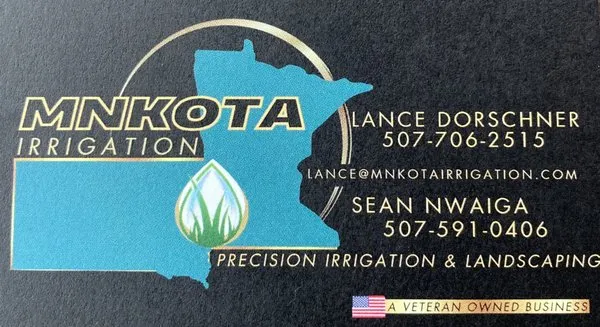 MNKOTA
IRRIGATION
LANCE DORSCHNER
507-706-2515
LANCE@MNKOTAIRRIGATION.COM
SEAN NWAIGA
507-591-0406
PRECISION IRRIGATION & LANDSCAPING
A VETERAN OWNED BUSINESS